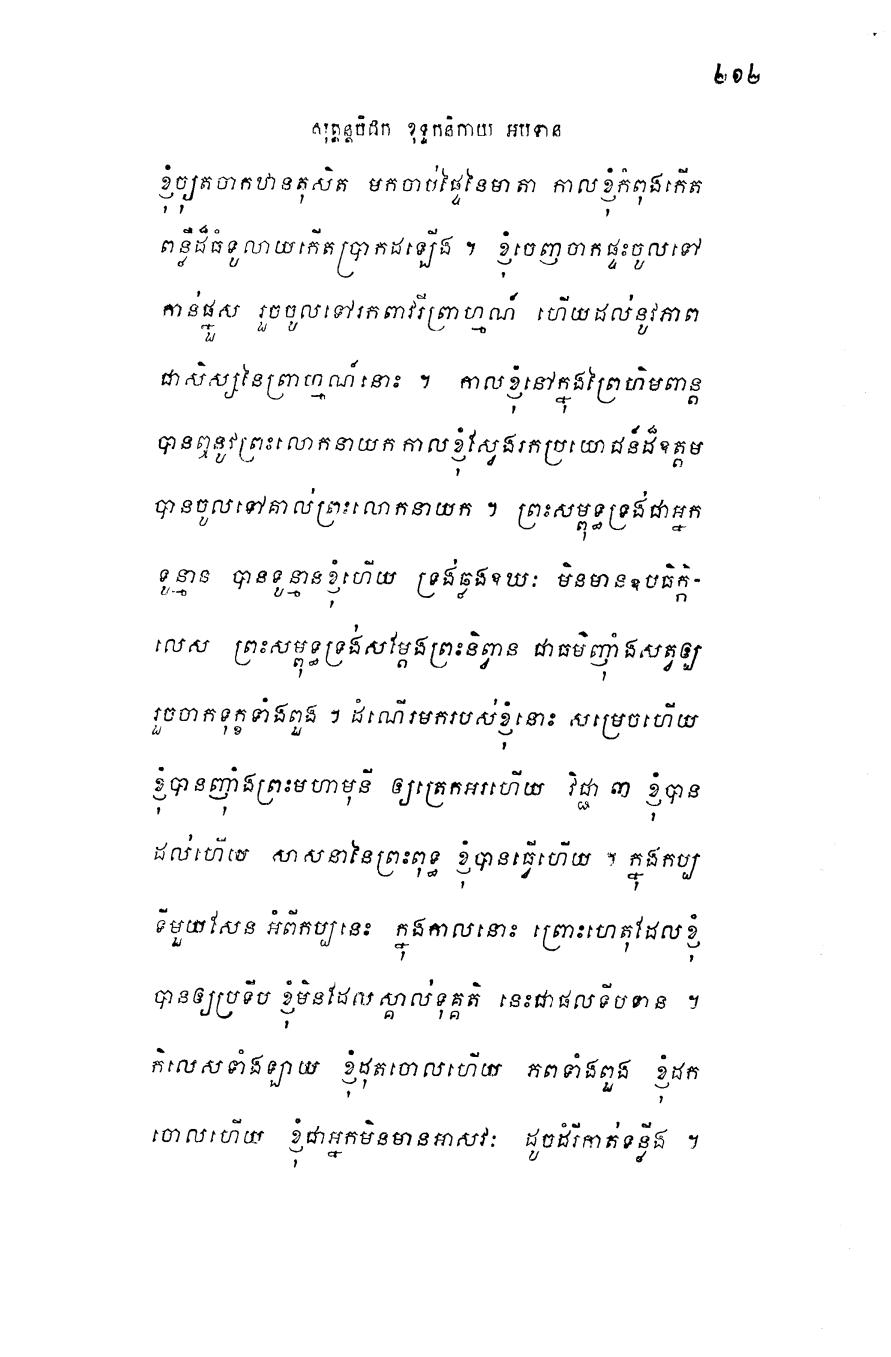 ២១២
សុត្តន្តបិដក ខុទ្ទកនិកាយ អបទាន
ខ្ញុំច្យុតចាកឋានតុសិត មកចាប់ផ្ទៃនៃមាតា កាលខ្ញុំកំពុងកើត
ពន្លឺដ៏ធំទូលាយកើតប្រាកដឡើង ។ ខ្ញុំចេញចាកផ្ទះចូលទៅ
កាន់ផ្នួស រួចចូលទៅរកពាវរីព្រាហ្មណ៍ ហើយដល់នូវភាព
ជាសិស្សនៃព្រាហ្មណ៍នោះ ។ កាលខ្ញុំនៅក្នុងព្រៃហិមពាន្ត
បានឮនូវព្រះលោកនាយក កាលខ្ញុំស្វែងរកប្រយោជន៍ដ៏ឧត្តម
បានចូលទៅគាល់ព្រះលោកនាយក ។ ព្រះសម្ពុទ្ធទ្រង់ជាអ្នក
ទូន្មាន បានទូន្មានខ្ញុំហើយ ទ្រង់ឆ្លងឱឃៈ មិនមានឧបធិក្កិ-
លេស ព្រះសម្ពុទ្ធទ្រង់សម្តែងព្រះនិព្វាន ជាធម៌ញុំាងសត្វឲ្យ
រួចចាកទុក្ខទាំងពួង ។ ដំណើរមករបស់ខ្ញុំនោះ សម្រេចហើយ
ខ្ញុំបានញុំាងព្រះមហាមុនី ឲ្យត្រេកអរហើយ វិជ្ជា ៣ ខ្ញុំបាន
ដល់ហើយ សាសនានៃព្រះពុទ្ធ ខ្ញុំបានធ្វើហើយ ។ ក្នុងកប្ប
ទីមួយសែន អំពីកប្បនេះ ក្នុងកាលនោះ ព្រោះហេតុដែលខ្ញុំ
បានឲ្យប្រទីប ខ្ញុំមិនដែលស្គាល់ទុគ្គតិ នេះជាផលទីបទាន ។
កិលេសទាំងឡាយ ខ្ញុំដុតចោលហើយ ភពទាំងពួង ខ្ញុំដក
ចោលហើយ ខ្ញុំជាអ្នកមិនមានអាសវៈ ដូចដំរីកាត់ទន្លីង ។